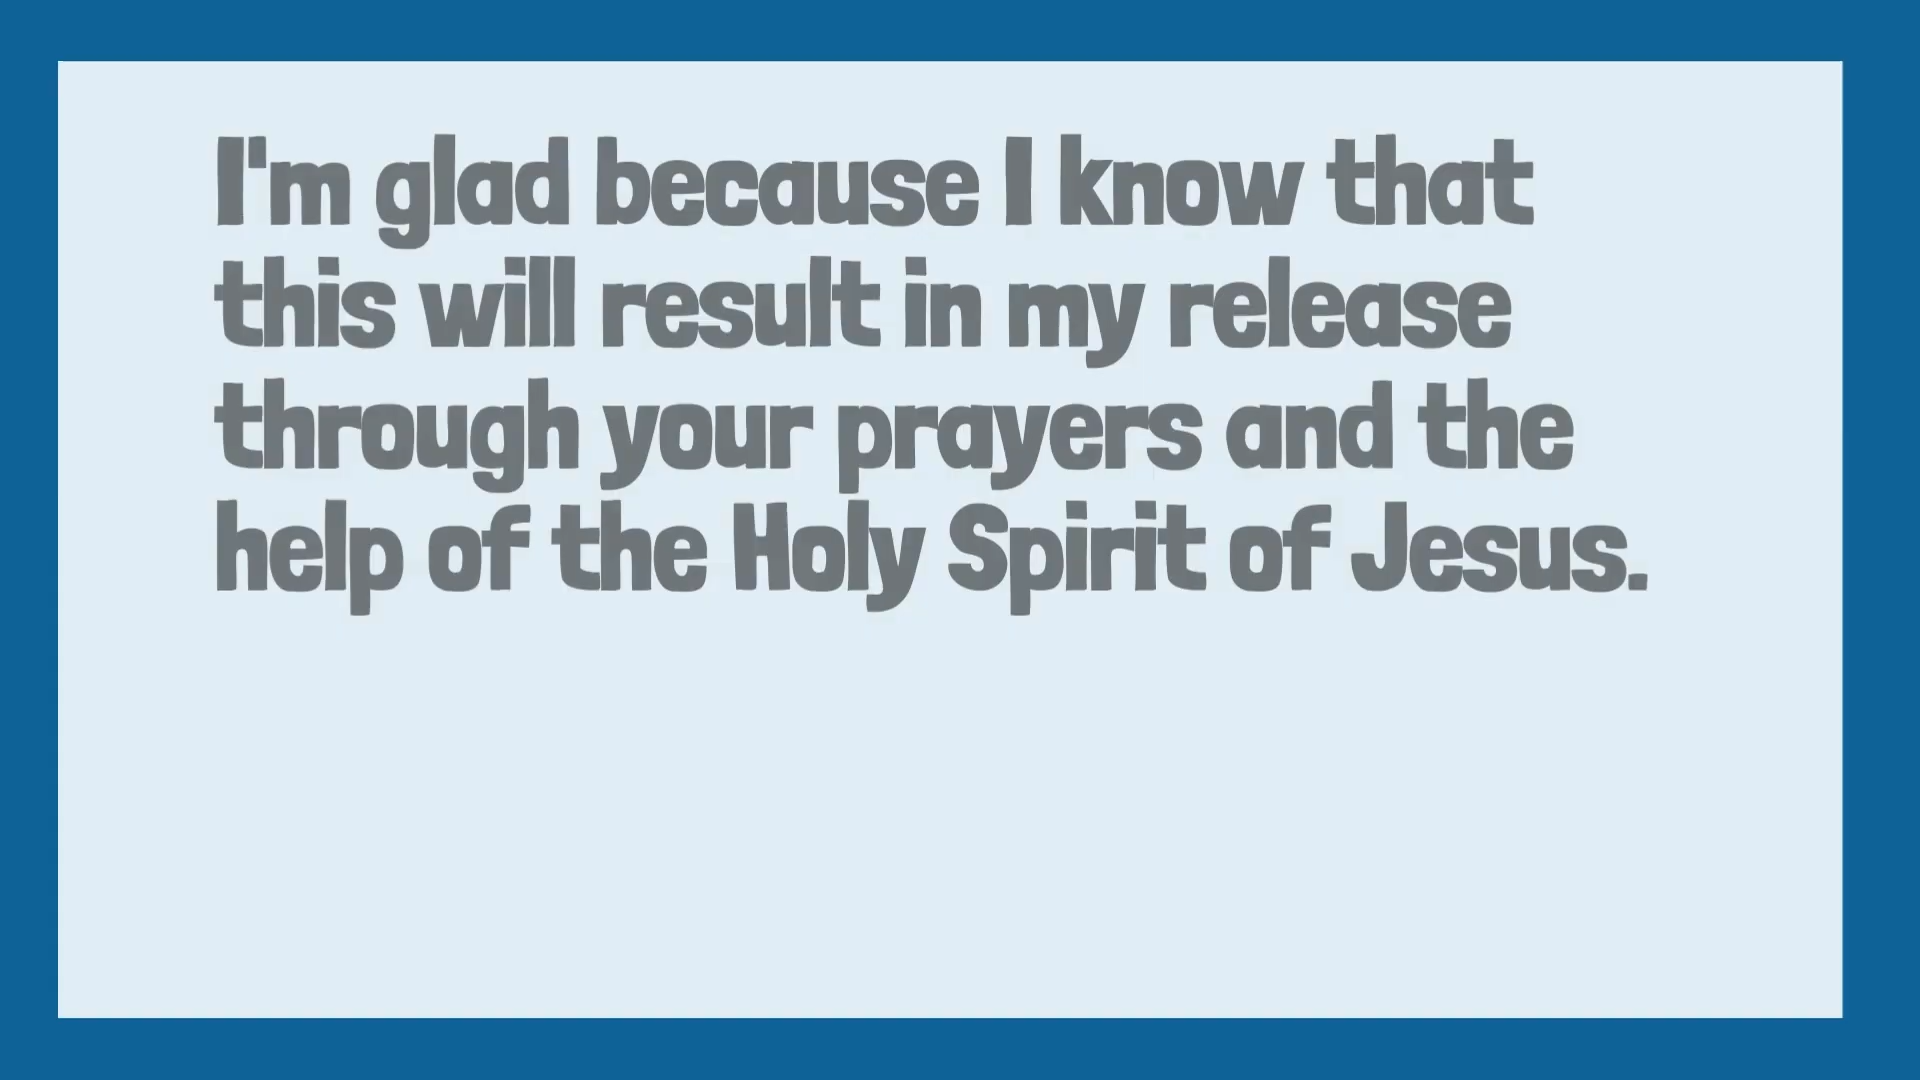 I'm glad because I know that
this will result in my release
through your prayers and the
help of the Holy Spirit of Jesus.